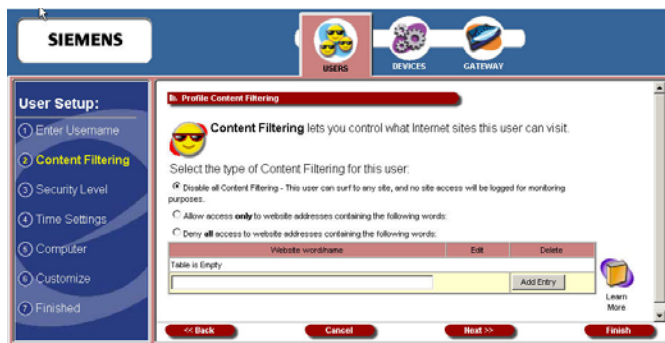 SIEMENS
USERS
DEVICES
GATEWAY
User Setup:
1 Enter Username
2 Content Filtering
3 Security Level
4 Time Settings
5 Computer
6 Customize
7 Finished
Profile Content Filtering
Content Filtering lets you control what Internet sites this user can visit.
Select the type of Content Filtering for this user:
Disable all Content Filtering - This user can surf to any site, and no site access will be logged for monitoring
purposes.
Allow access only to website addresses containing the following words:
Deny all access to website addresses containing the following words:
Website word/name Edit Delete
Table is Empty
Add Entry
Learn
More
<< Back Cancel Next >> Finish